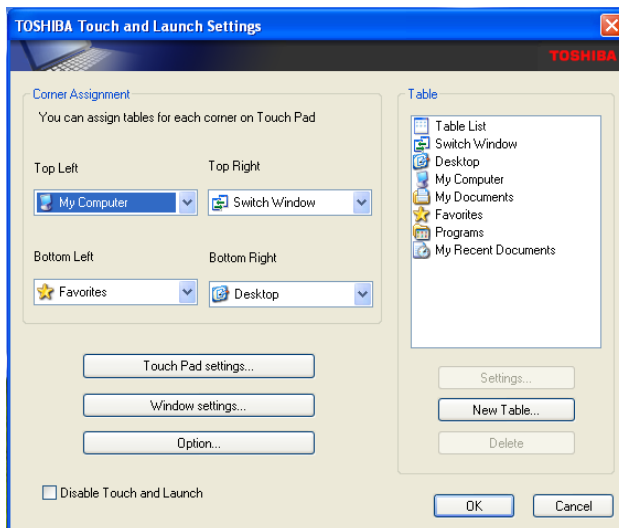 TOSHIBA Touch and Launch Settings
TOSHIBA
Corner Assignment
You can assign tables for each corner on Touch Pad
Top Left
Top Right
My Computer
Switch Window
Bottom Left
Bottom Right
Favorites
Desktop
Touch Pad settings...
Window settings...
Option...
Disable Touch and Launch
Table
Table List
Switch Window
Desktop
My Computer
My Documents
Favorites
Programs
My Recent Documents
Settings...
New Table...
Delete
OK
Cancel